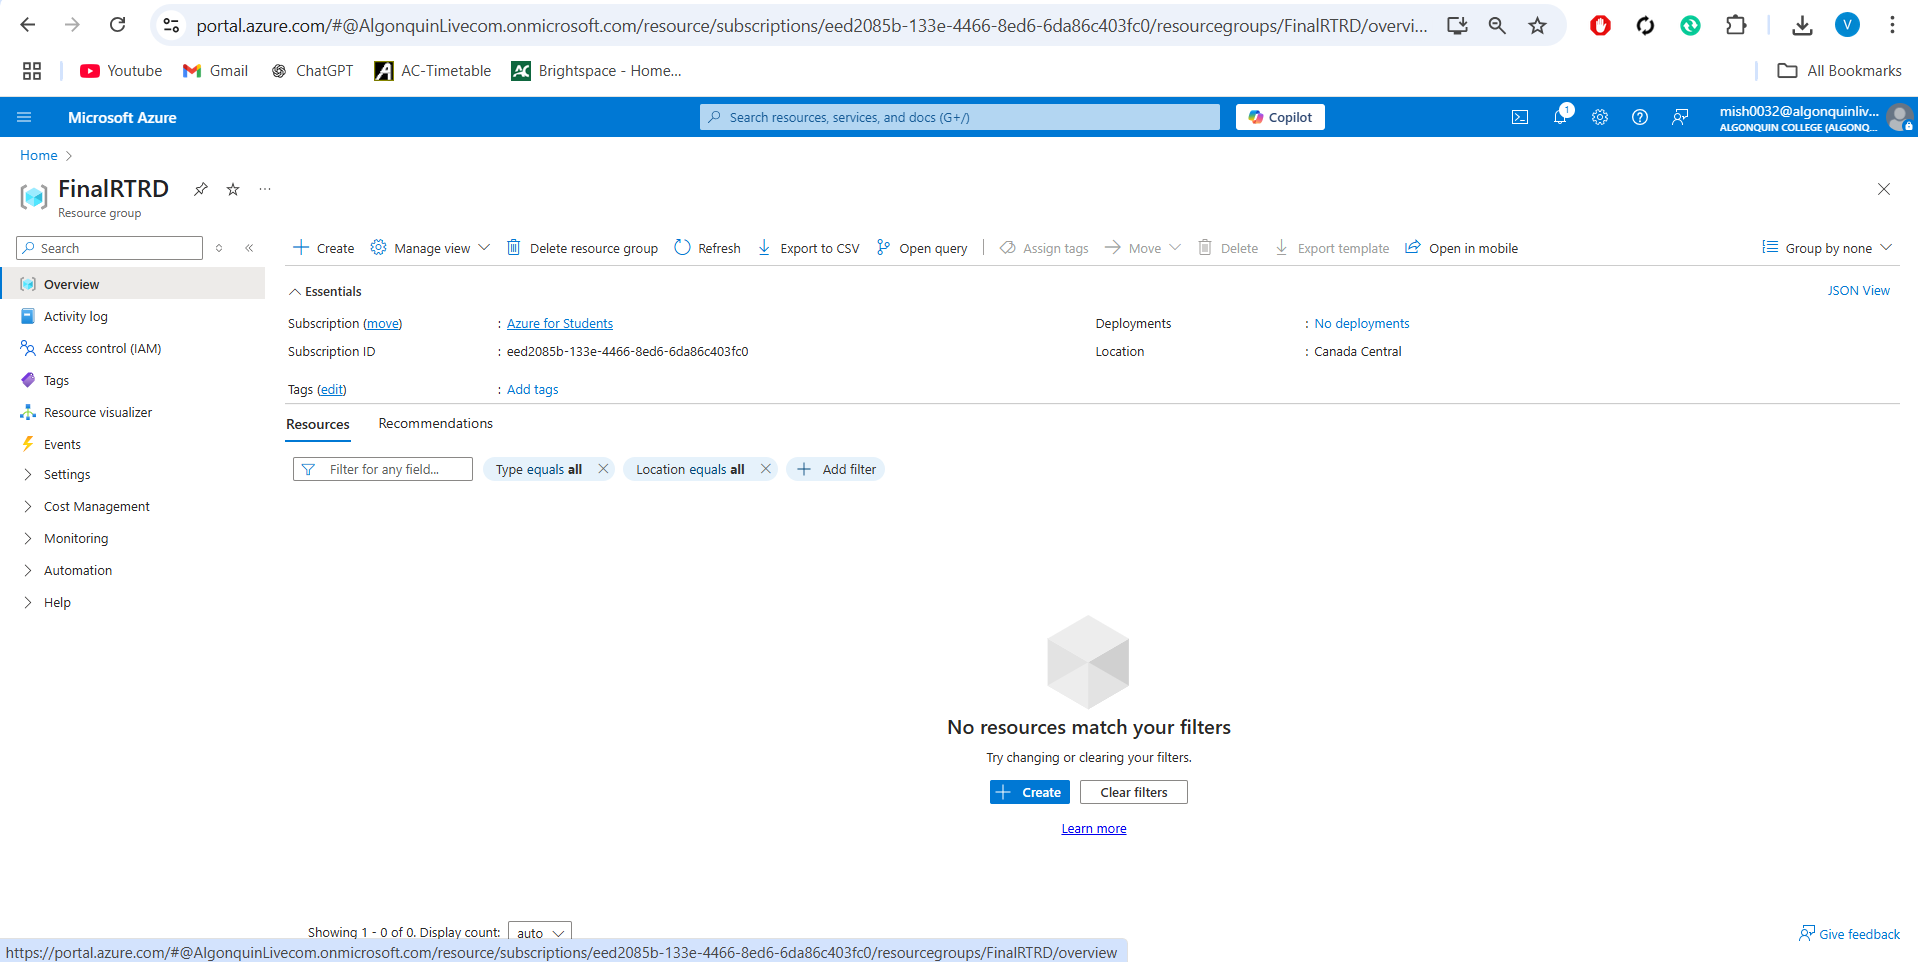 portal.azure.com/#@AlgonquinLivecom.onmicrosoft.com/resource/subscriptions/eed2085b-133e-4466-8ed6-6da86c403fc0/resourcegroups/FinalRTRD/overvi...
V
YouTube
Gmail
ChatGPT
AC-Timetable
Brightspace - Home...
All Bookmarks
Microsoft Azure
Search resources, services, and docs (G+/)
Copilot
1
mish0032@algonquinliv...
ALGONQUIN COLLEGE (ALGONQ...
Home
FinalRTRD
Resource group
Search
Create
Manage view
Delete resource group
Refresh
Export to CSV
Open query
Assign tags
Move
Delete
Export template
Open in mobile
Group by none
Overview
Activity log
Access control (IAM)
Tags
Resource visualizer
Events
Settings
Cost Management
Monitoring
Automation
Help
Essentials
JSON View
Subscription (move) : Azure for Students
Deployments : No deployments
Subscription ID : eed2085b-133e-4466-8ed6-6da86c403fc0
Location : Canada Central
Tags (edit) : Add tags
Resources
Recommendations
Filter for any field...
Type equals all
Location equals all
Add filter
No resources match your filters
Try changing or clearing your filters.
Create
Clear filters
Learn more
Showing 1 - 0 of 0. Display count: auto
Give feedback
https://portal.azure.com/#@AlgonquinLivecom.onmicrosoft.com/resource/subscriptions/eed2085b-133e-4466-8ed6-6da86c403fc0/resourcegroups/FinalRTRD/overview